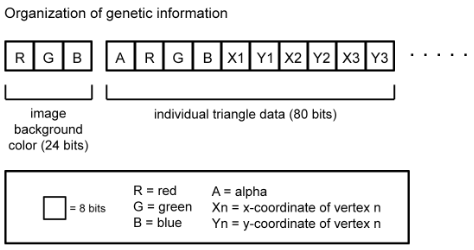 Organization of genetic information
R G B A R G B X1 Y1 X2 Y2 X3 Y3 . . . . .
image
background
color (24 bits)
individual triangle data (80 bits)
= 8 bits
R = red
G = green
B = blue
A = alpha
Xn = x-coordinate of vertex n
Yn = y-coordinate of vertex n